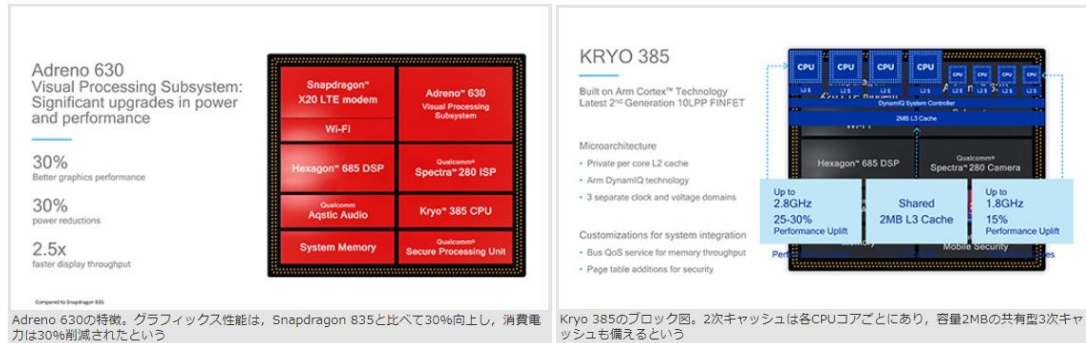 Adreno 630
Visual Processing Subsystem:
Significant upgrades in power
and performance
30%
Better graphics performance
30%
power reductions
2.5x
faster display throughput
Compared to Snapdragon 835
Snapdragon™
X20 LTE modem
Wi-Fi
Adreno™ 630
Visual Processing
Subsystem
Hexagon™ 685 DSP
Qualcomm®
Spectra™ 280 ISP
Qualcomm
Aqstic Audio
Kryo™ 385 CPU
System Memory
Qualcomm®
Secure Processing Unit
Adreno 630の特徴。グラフィックス性能は，Snapdragon 835と比べて30%向上し，消費電
力は30%削減されたという
KRYO 385
Built on Arm Cortex™ Technology
Latest 2nd Generation 10LPP FINFET
Microarchitecture
• Private per core L2 cache
• Arm DynamIQ technology
• 3 separate clock and voltage domains
Customizations for system integration
• Bus QoS service for memory throughput
• Page table additions for security
CPU CPU CPU CPU CPU CPU CPU CPU
L2 $ L2 $ L2 $ L2 $ L2 $ L2 $ L2 $ L2 $
DynamIQ System Controller
2MB L3 Cache
Hexagon™ 685 DSP
Qualcomm®
Spectra™ 280 Camera
Up to
2.8GHz
25-30%
Performance Uplift
Shared
2MB L3 Cache
Up to
1.8GHz
15%
Performance Uplift
Mobile Security
Kryo 385のブロック図。2次キャッシュは各CPUコアごとにあり，容量2MBの共有型3次キャ
ッシュも備えるという